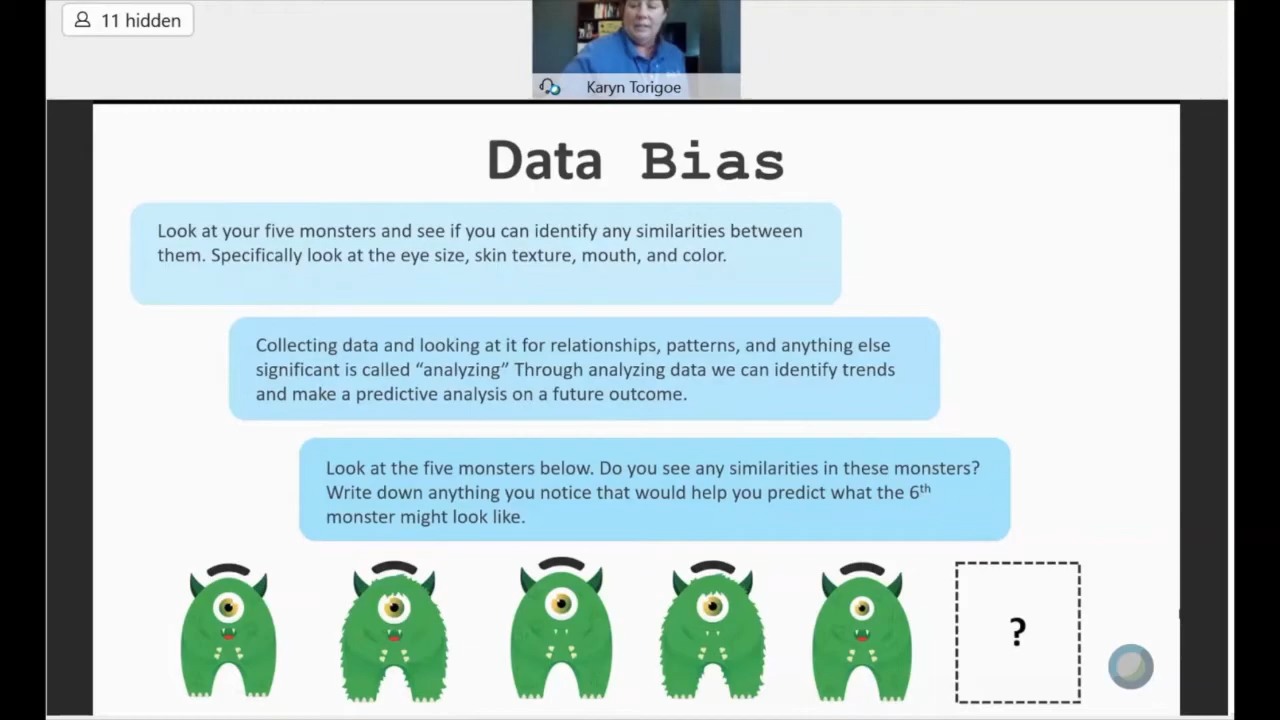 11 hidden
Karyn Torigoe
Data Bias
Look at your five monsters and see if you can identify any similarities between
them. Specifically look at the eye size, skin texture, mouth, and color.
Collecting data and looking at it for relationships, patterns, and anything else
significant is called “analyzing” Through analyzing data we can identify trends
and make a predictive analysis on a future outcome.
Look at the five monsters below. Do you see any similarities in these monsters?
Write down anything you notice that would help you predict what the 6th
monster might look like.
?